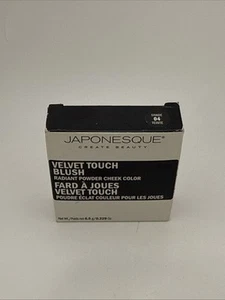 SHADE
04
JAPONESQUE®
CREATE BEAUTY
VELVET TOUCH
BLUSH
RADIANT POWDER CHEEK COLOR
FARD À JOUES
VELVET TOUCH
POUDRE ÉCLAT COULEUR POUR LES JOUES